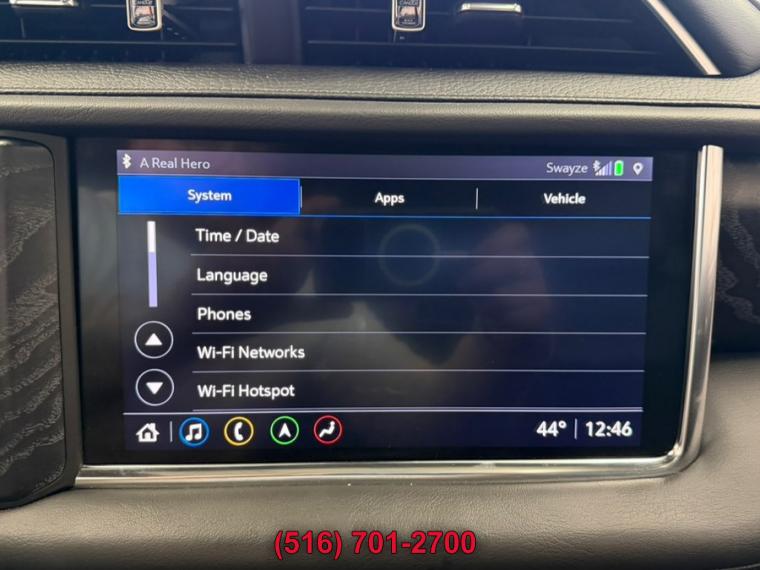 A Real Hero
Swayze
System
Apps
Vehicle
Time / Date
Language
Phones
Wi-Fi Networks
Wi-Fi Hotspot
44° 12:46
(516) 701-2700